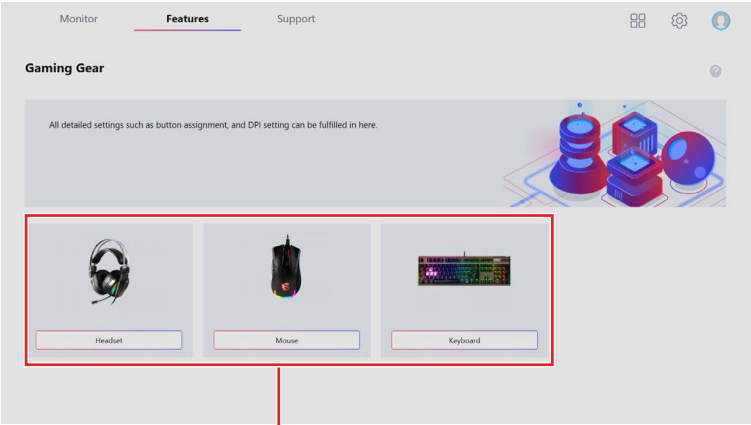 Monitor Features Support
Gaming Gear
?
All detailed settings such as button assignment, and DPI setting can be fulfilled in here.
Headset Mouse Keyboard